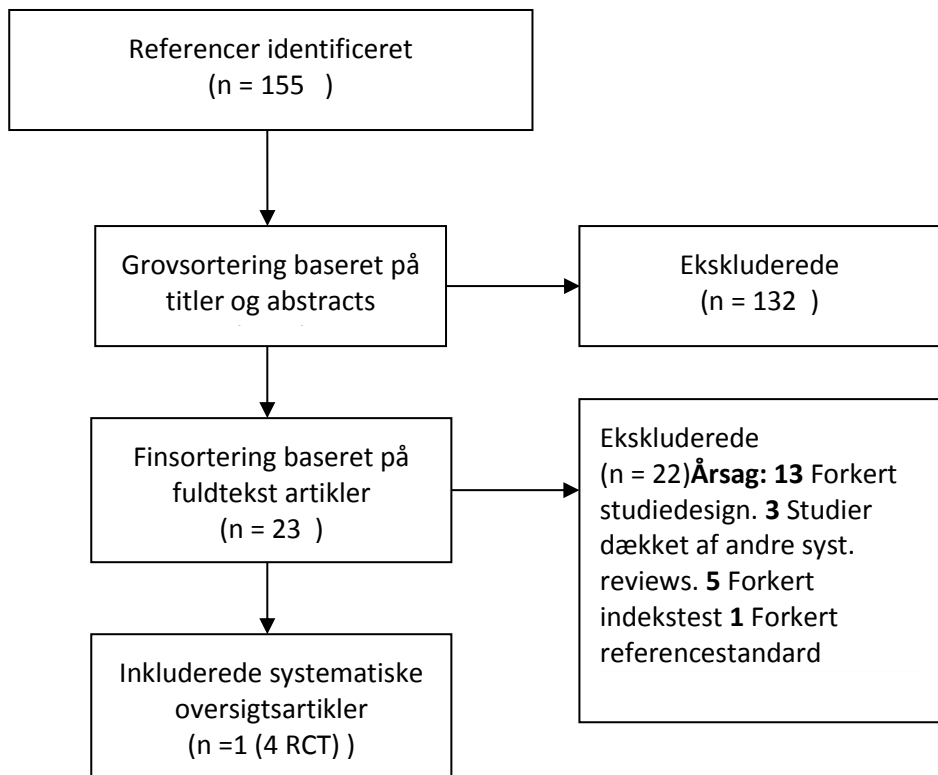 Referencer identificeret
(n = 155   )
Grovsortering baseret på
titler og abstracts
Ekskluderede
(n = 132  )
Finsortering baseret på
fuldtekst artikler
(n = 23  )
Ekskluderede
(n = 22)Årsag: 13 Forkert
studiedesign. 3 Studier
dækket af andre syst.
reviews. 5 Forkert
indekstest 1 Forkert
referencestandard
Inkluderede systematiske
oversigtsartikler
(n =1 (4 RCT) )